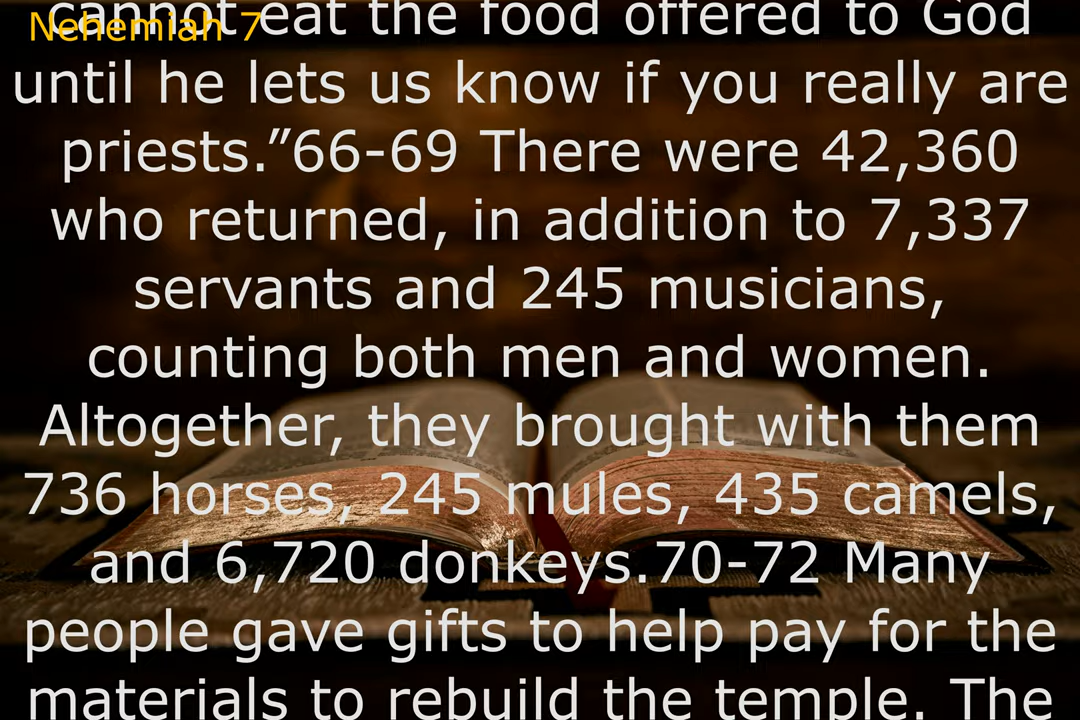 Nehemiah 7
cannot eat the food offered to God
until he lets us know if you really are
priests.”66-69 There were 42,360
who returned, in addition to 7,337
servants and 245 musicians,
counting both men and women.
Altogether, they brought with them
736 horses, 245 mules, 435 camels,
and 6,720 donkeys.70-72 Many
people gave gifts to help pay for the
materials to rebuild the temple. The